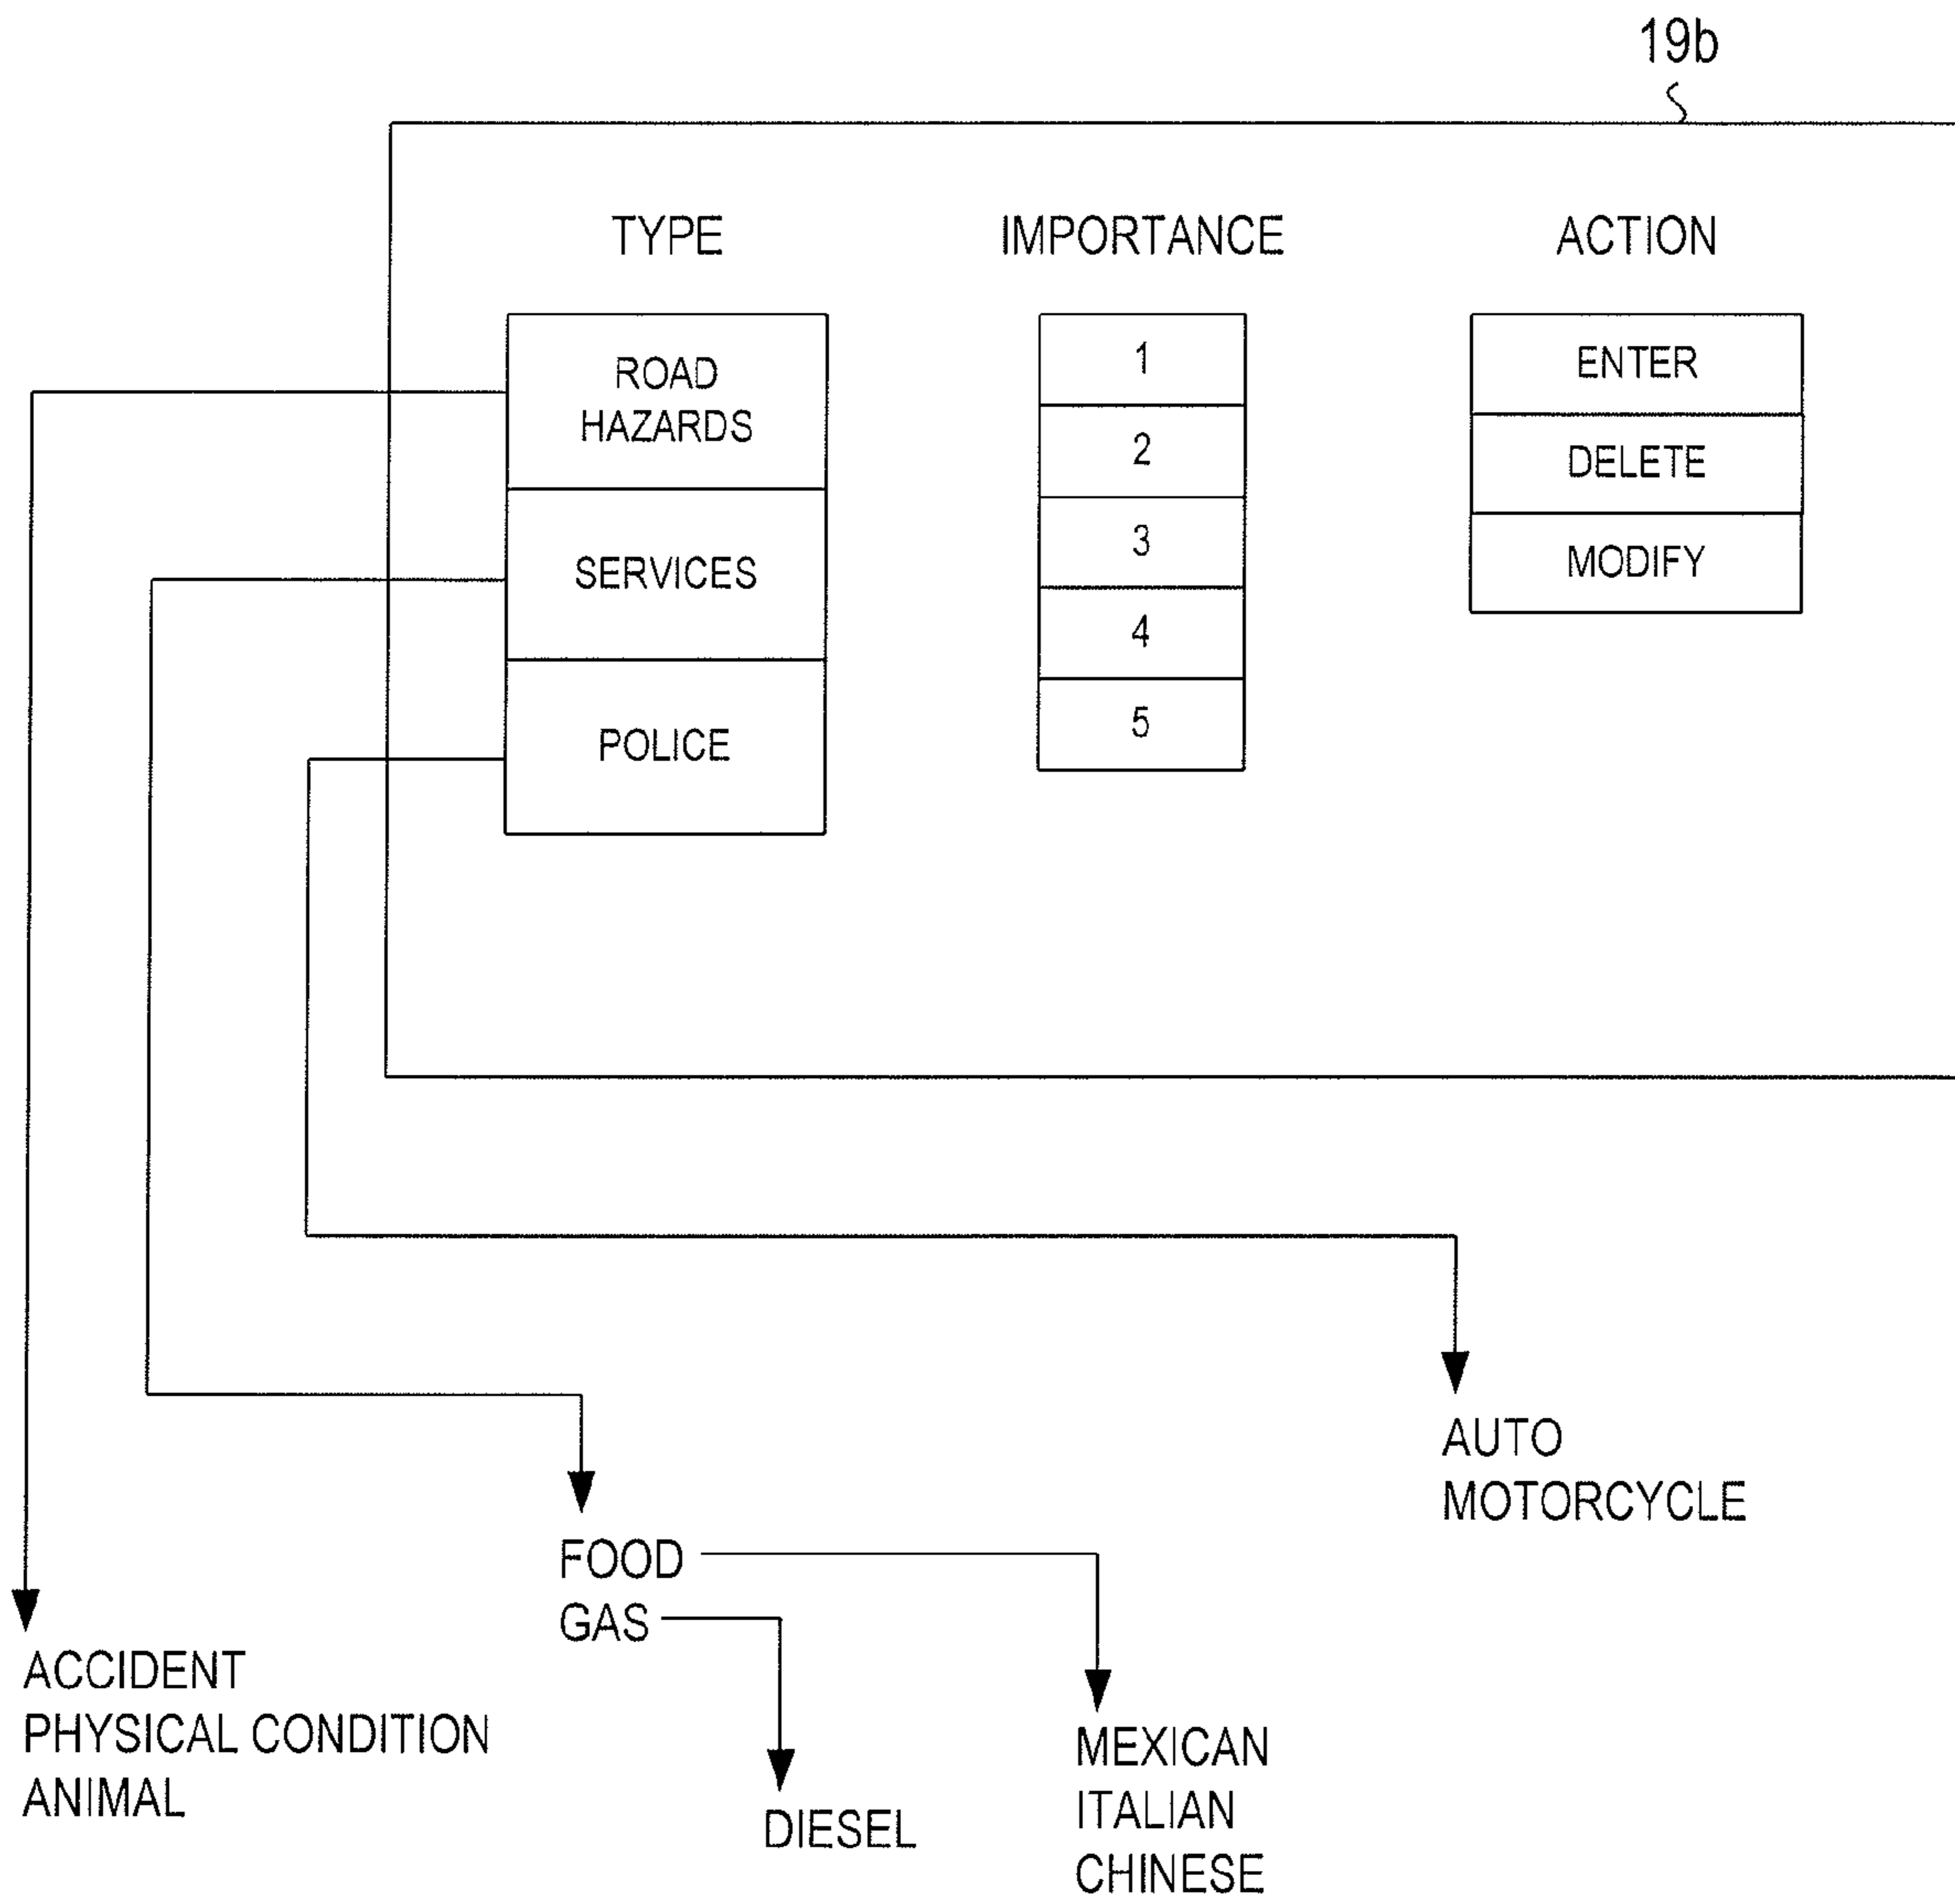 19b
TYPE
IMPORTANCE
ACTION
ROAD
HAZARDS
SERVICES
POLICE
1
2
3
4
5
ENTER
DELETE
MODIFY
AUTO
MOTORCYCLE
FOOD
GAS
ACCIDENT
PHYSICAL CONDITION
ANIMAL
DIESEL
MEXICAN
ITALIAN
CHINESE